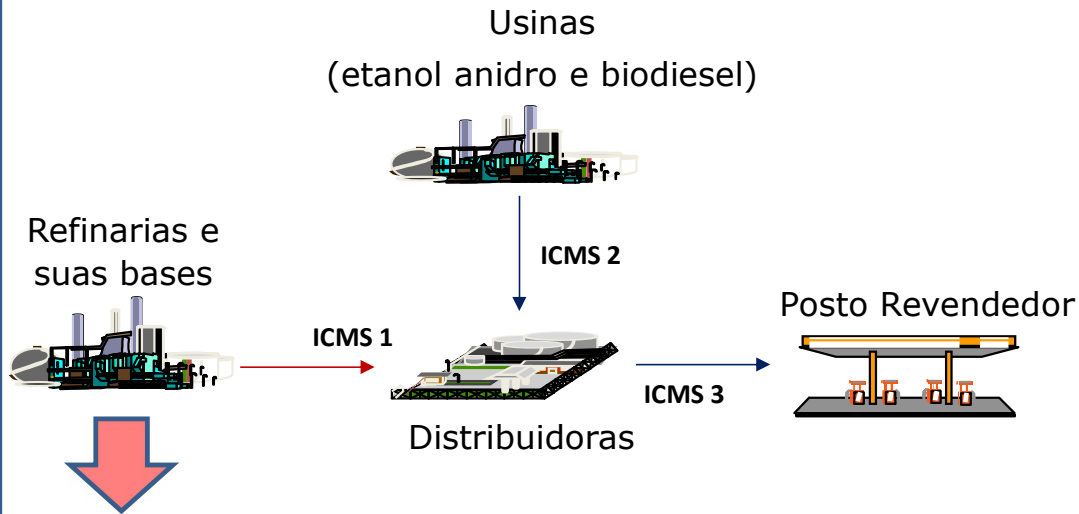 Usinas
(etanol anidro e biodiesel)
Refinarias e
suas bases
ICMS 2
ICMS 1
Posto Revendedor
ICMS 3
Distribuidoras